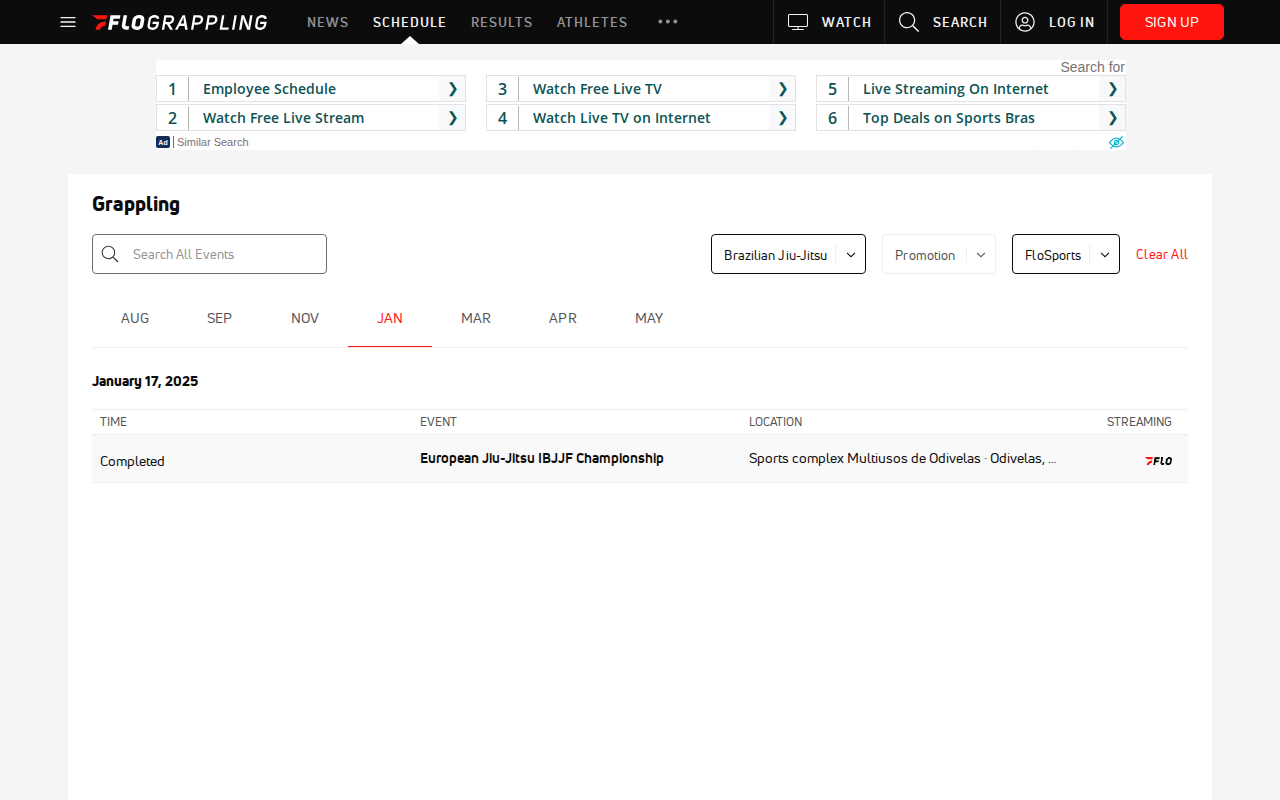 FLOGRAPPLING NEWS SCHEDULE RESULTS ATHLETES ••• WATCH SEARCH LOG IN SIGN UP
Search for
1 Employee Schedule ❯ 3 Watch Free Live TV ❯ 5 Live Streaming On Internet ❯
2 Watch Free Live Stream ❯ 4 Watch Live TV on Internet ❯ 6 Top Deals on Sports Bras ❯
Ad Similar Search
Grappling
Search All Events Brazilian Jiu-Jitsu Promotion FloSports Clear All
AUG SEP NOV JAN MAR APR MAY
January 17, 2025
TIME EVENT LOCATION STREAMING
Completed European Jiu-Jitsu IBJJF Championship Sports complex Multiusos de Odivelas · Odivelas, ... FLO